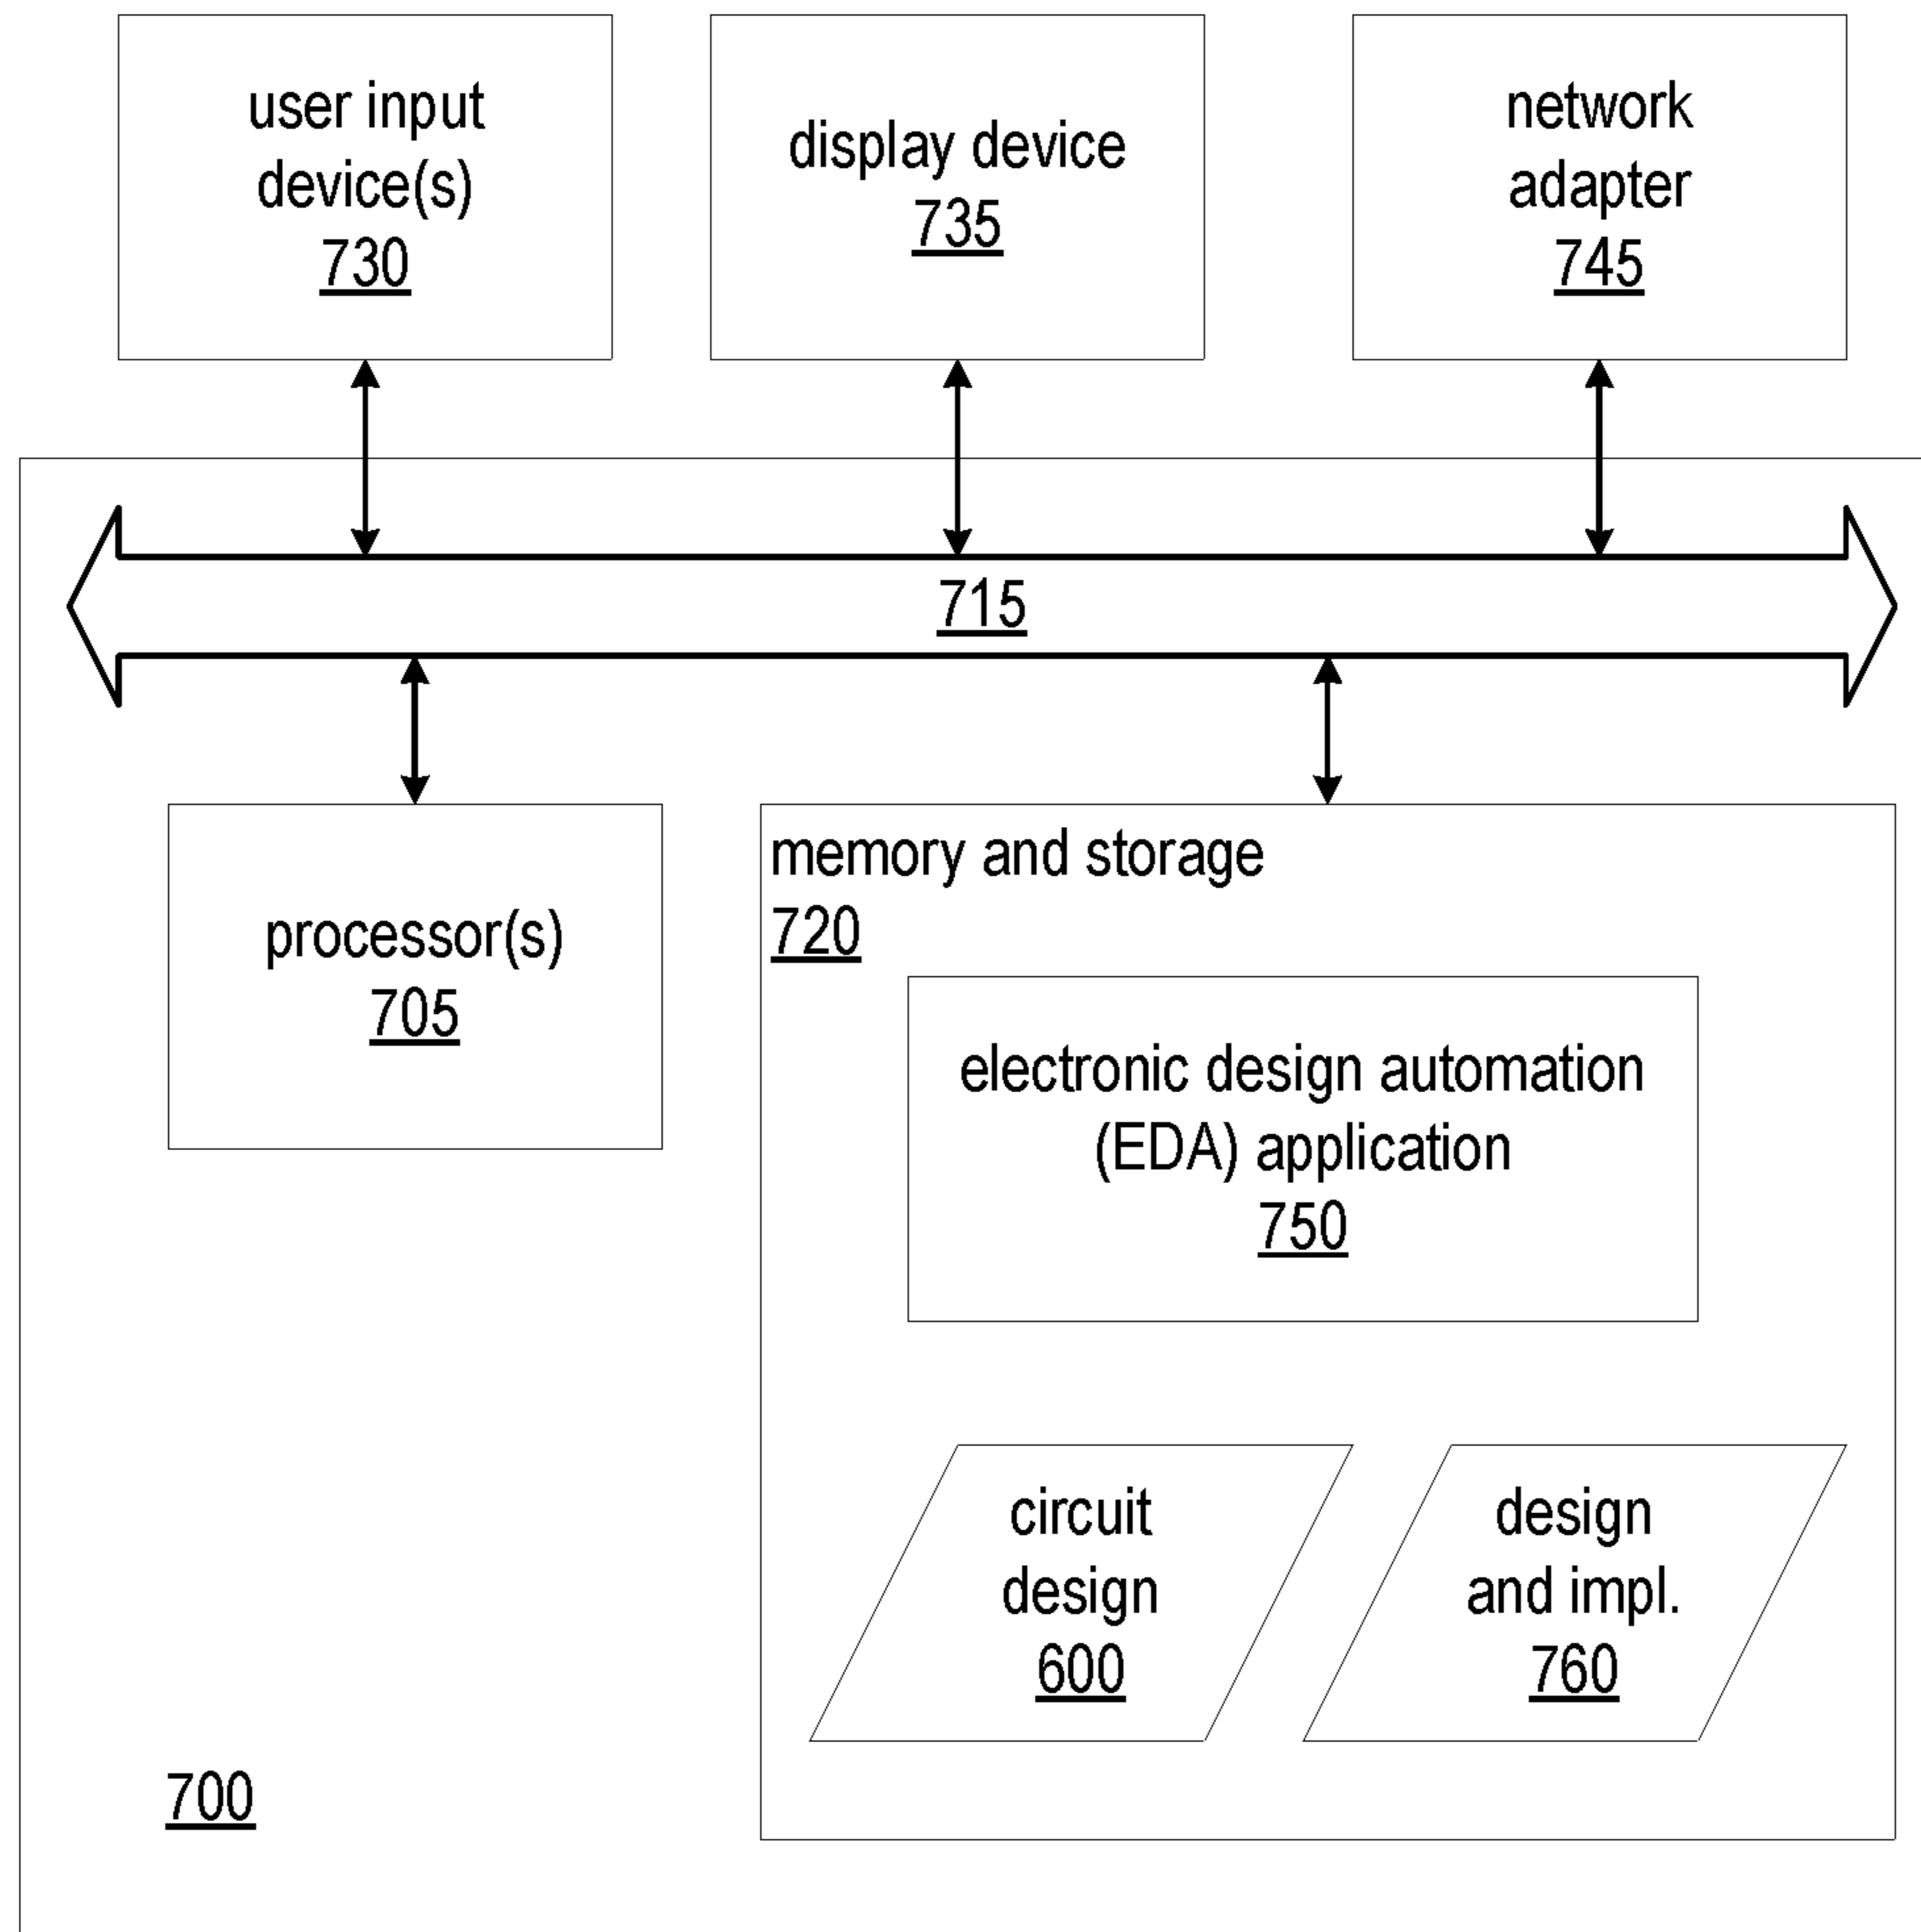 user input
device(s)
730
display device
735
network
adapter
745
715
processor(s)
705
memory and storage
720
electronic design automation
(EDA) application
750
circuit
design
600
design
and impl.
760
700